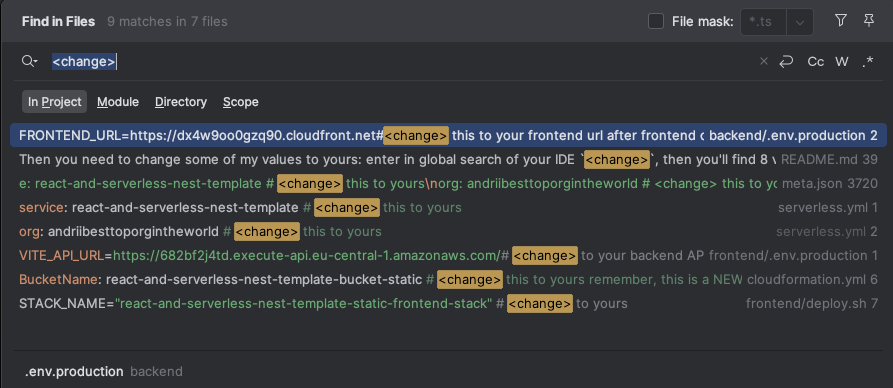 Find in Files 9 matches in 7 files File mask: *.ts
<change> Cc W .*
In Project Module Directory Scope
FRONTEND_URL=https://dx4w9oo0gzq90.cloudfront.net#<change> this to your frontend url after frontend backend/.env.production 2
Then you need to change some of my values to yours: enter in global search of your IDE `<change>`, then you'll find 8 README.md 39
e: react-and-serverless-nest-template # <change> this to yours\norg: andriibesttoporgintheworld # <change> this to meta.json 3720
service: react-and-serverless-nest-template # <change> this to yours serverless.yml 1
org: andriibesttoporgintheworld # <change> this to yours serverless.yml 2
VITE_API_URL=https://682bf2j4td.execute-api.eu-central-1.amazonaws.com/# <change> to your backend AP frontend/.env.production 1
BucketName: react-and-serverless-nest-template-bucket-static # <change> this to yours remember, this is a NEW cloudformation.yml 6
STACK_NAME="react-and-serverless-nest-template-static-frontend-stack" # <change> to yours frontend/deploy.sh 7
.env.production backend